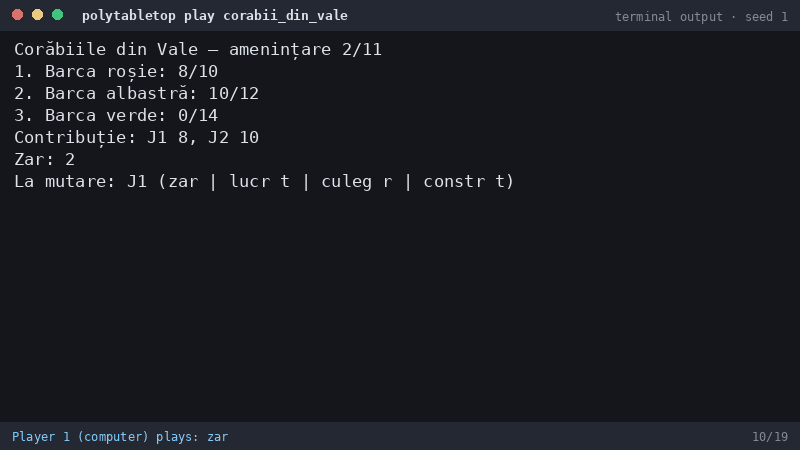 polytabletop play corabii_din_vale
terminal output · seed 1
Corăbiile din Vale — amenințare 2/11
1. Barca roșie: 8/10
2. Barca albastră: 10/12
3. Barca verde: 0/14
Contribuție: J1 8, J2 10
Zar: 2
La mutare: J1 (zar | lucr t | culeg r | constr t)
Player 1 (computer) plays: zar
10/19